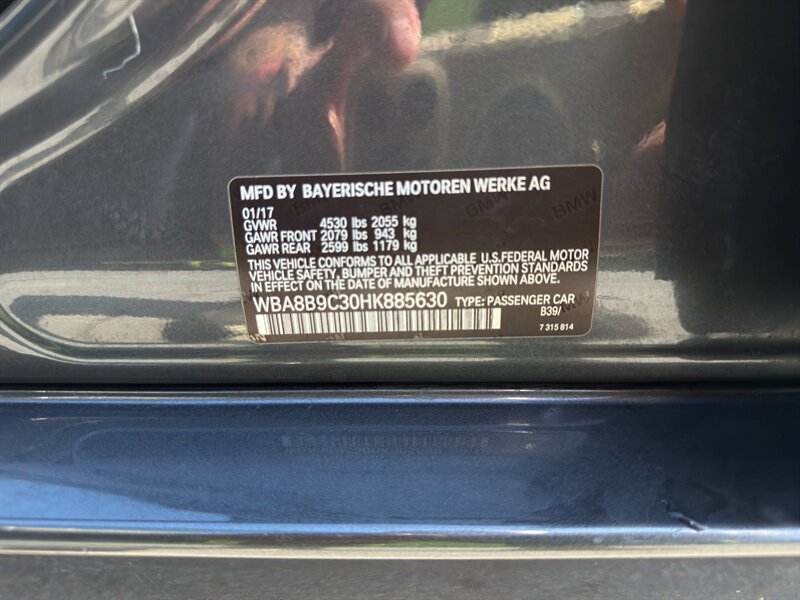 MFD BY BAYERISCHE MOTOREN WERKE AG
01/17
GVWR 4530 lbs 2055 kg
GAWR FRONT 2079 lbs 943 kg
GAWR REAR 2599 lbs 1179 kg
THIS VEHICLE CONFORMS TO ALL APPLICABLE U.S.FEDERAL MOTOR
VEHICLE SAFETY, BUMPER AND THEFT PREVENTION STANDARDS
IN EFFECT ON THE DATE OF MANUFACTURE SHOWN ABOVE.
WBA8B9C30HK885630 TYPE: PASSENGER CAR
B39/
7 315 814